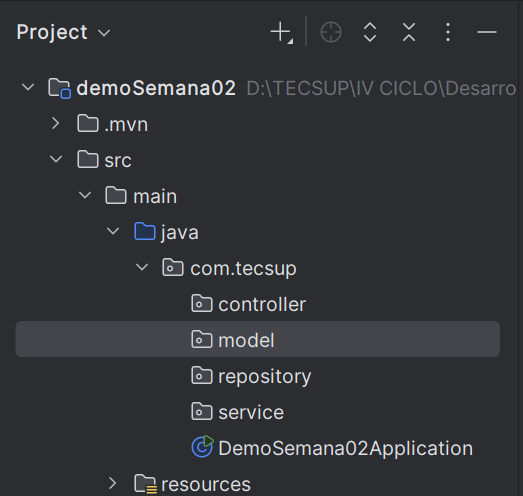 Project
demoSemana02 D:\TECSUP\IV CICLO\Desarro
.mvn
src
main
java
com.tecsup
controller
model
repository
service
DemoSemana02Application
resources